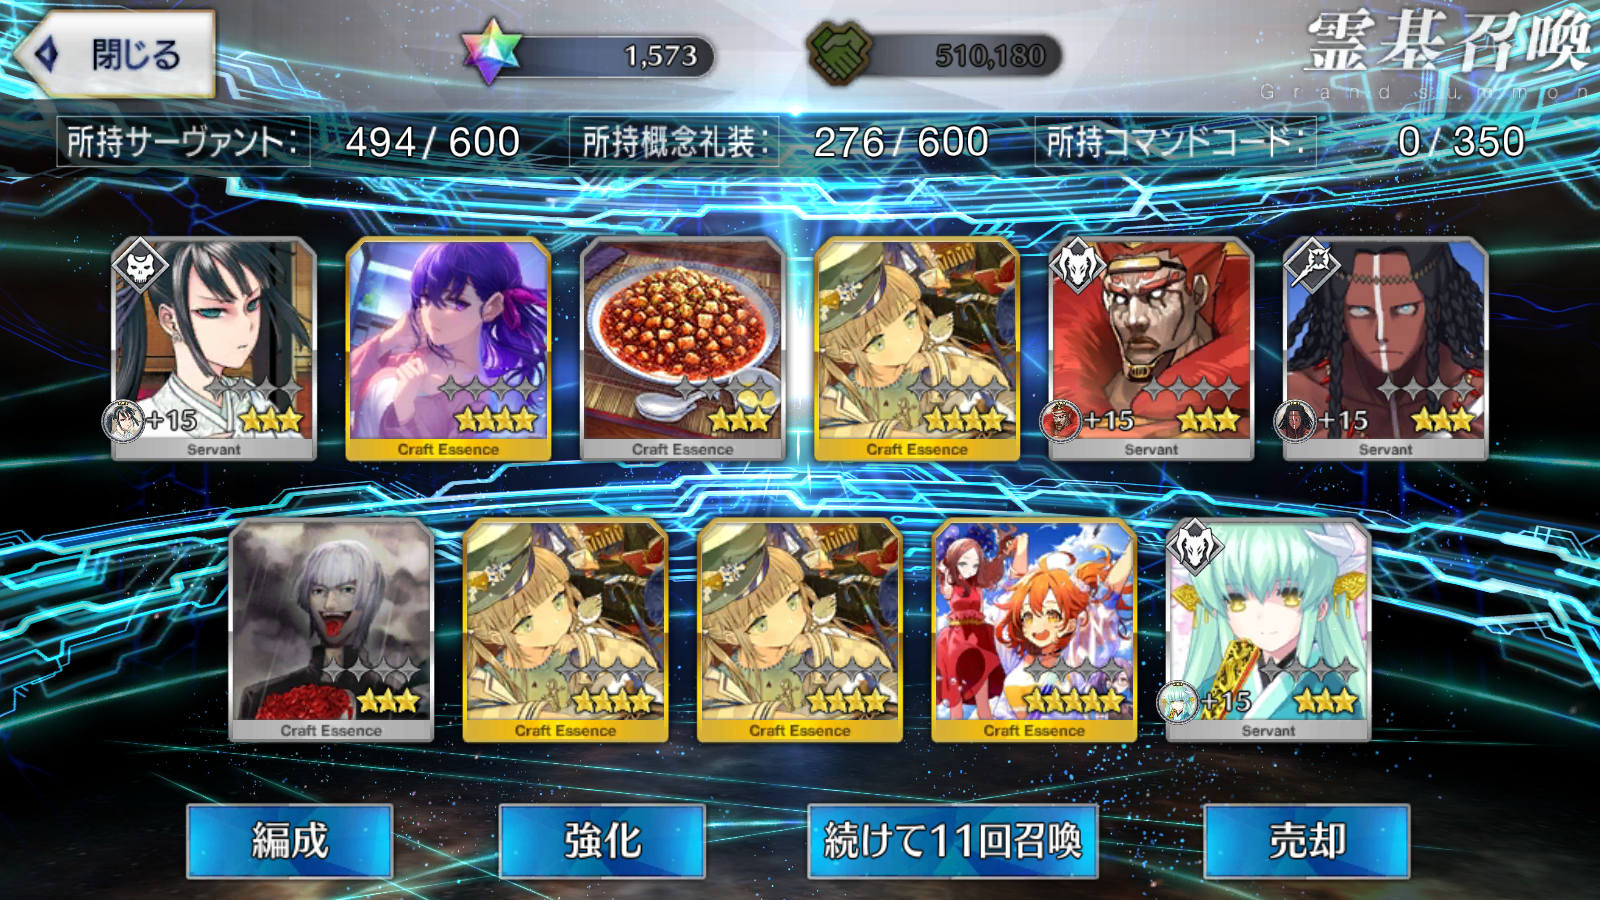 閉じる
1,573
510,180
霊基召喚
Grand summon
所持サーヴァント: 494/600
所持概念礼装: 276/600
所持コマンドコード: 0/350
+15
+15
+15
Servant
Craft Essence
Craft Essence
Craft Essence
Servant
Servant
+15
Craft Essence
Craft Essence
Craft Essence
Craft Essence
Servant
編成
強化
続けて11回召喚
売却